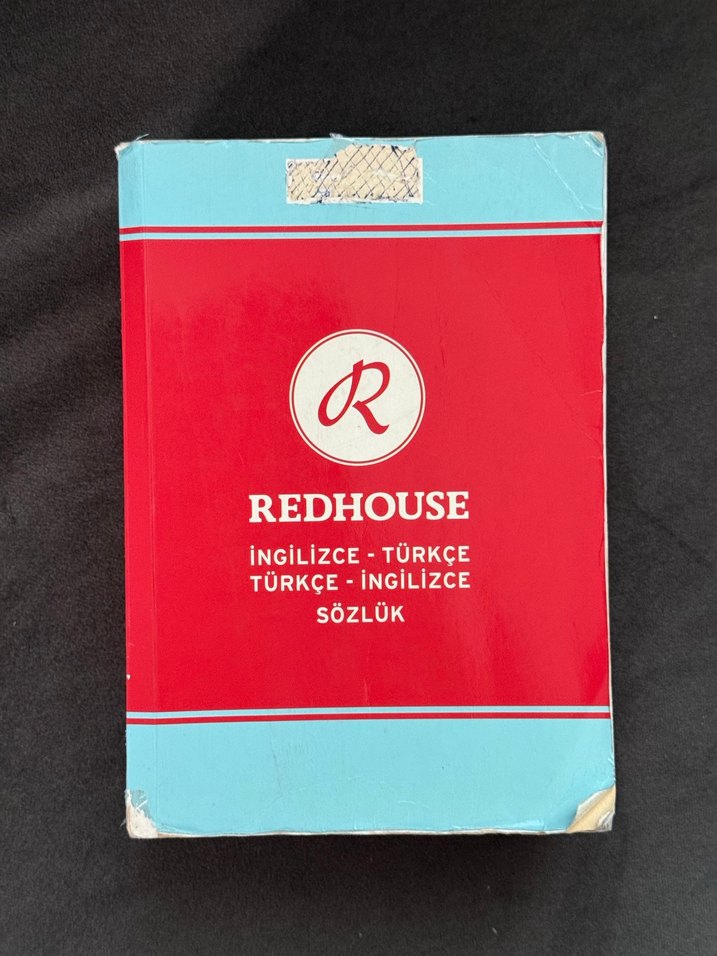 R
REDHOUSE
İNGİLİZCE - TÜRKÇE
TÜRKÇE - İNGİLİZCE
SÖZLÜK